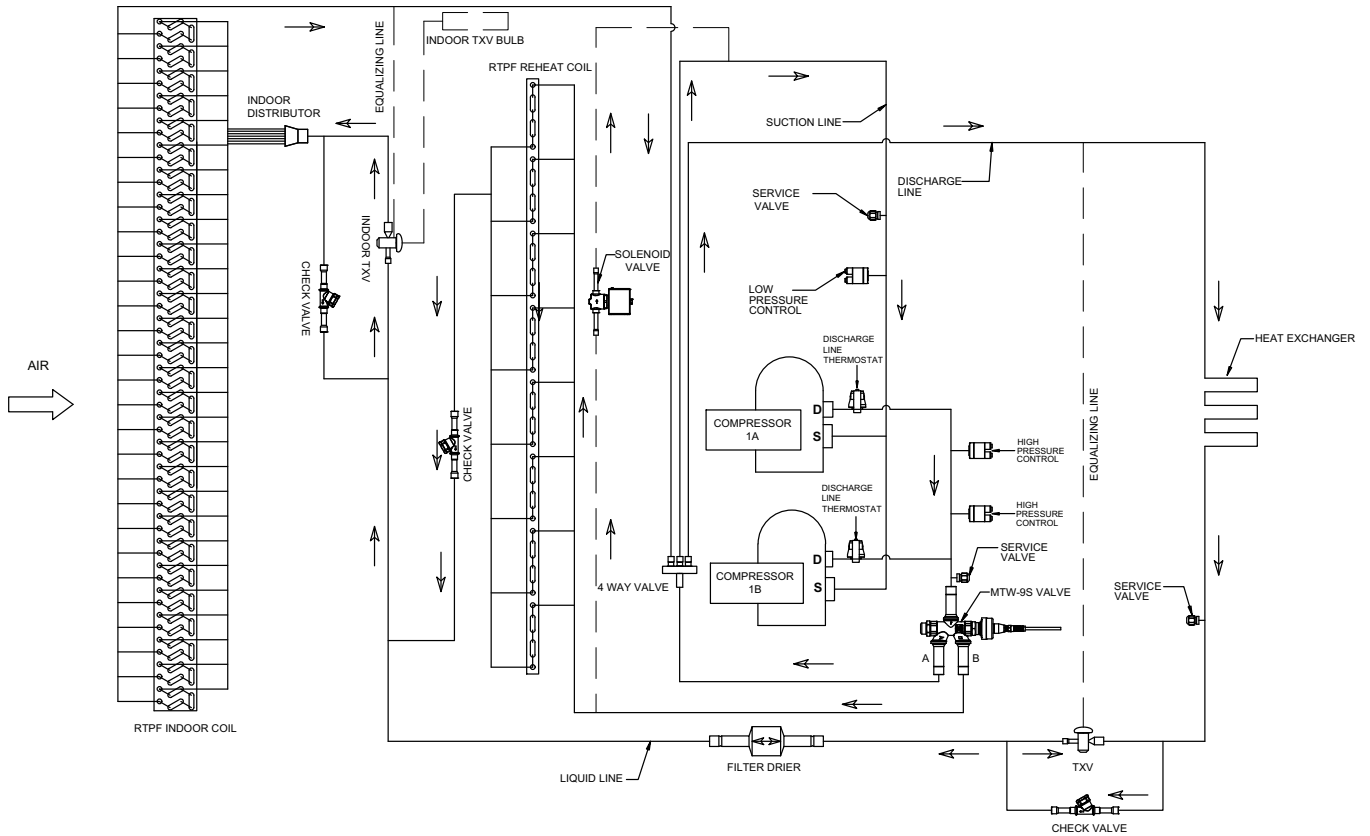 INDOOR TXV BULB
EQUALIZING LINE
RTPF REHEAT COIL
INDOOR
DISTRIBUTOR
SUCTION LINE
DISCHARGE
LINE
SERVICE
VALVE
INDOOR TXV
SOLENOID
VALVE
CHECK VALVE
LOW
PRESSURE
CONTROL
HEAT EXCHANGER
AIR
DISCHARGE
LINE
THERMOSTAT
COMPRESSOR
1A
D
S
EQUALIZING LINE
CHECK VALVE
HIGH
PRESSURE
CONTROL
DISCHARGE
LINE
THERMOSTAT
HIGH
PRESSURE
CONTROL
COMPRESSOR
1B
D
S
SERVICE
VALVE
4 WAY VALVE
MTW-9S VALVE
SERVICE
VALVE
A
B
RTPF INDOOR COIL
LIQUID LINE
FILTER DRIER
TXV
CHECK VALVE